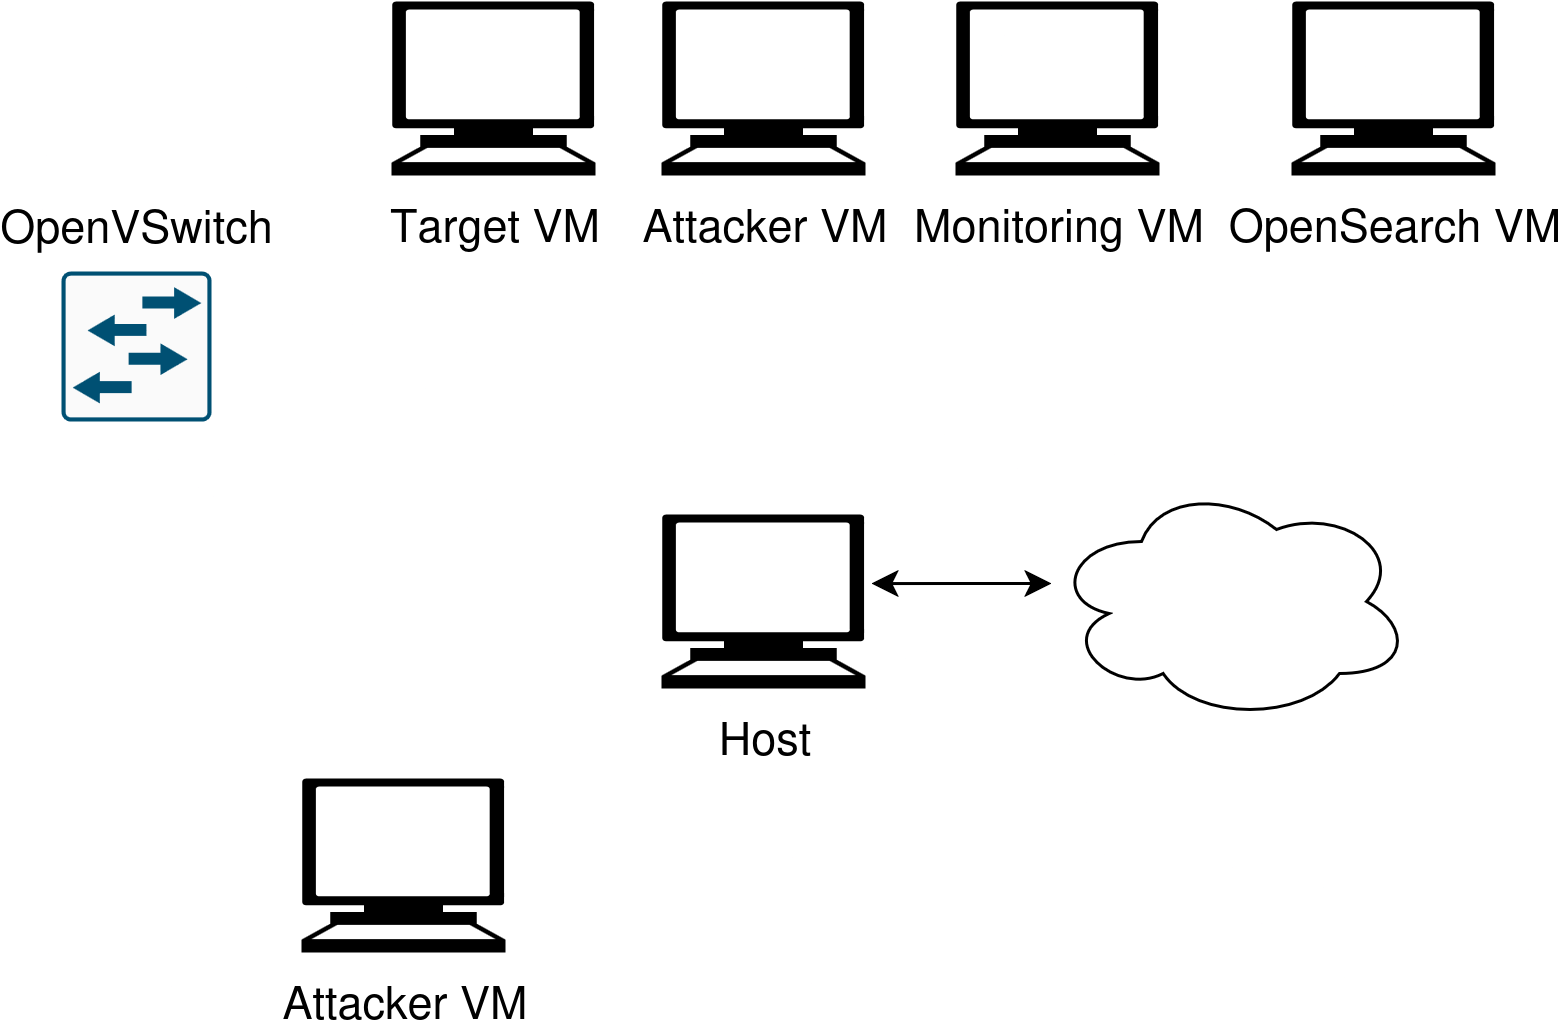 OpenVSwitch
Target VM
Attacker VM
Monitoring VM
OpenSearch VM
Host
Attacker VM